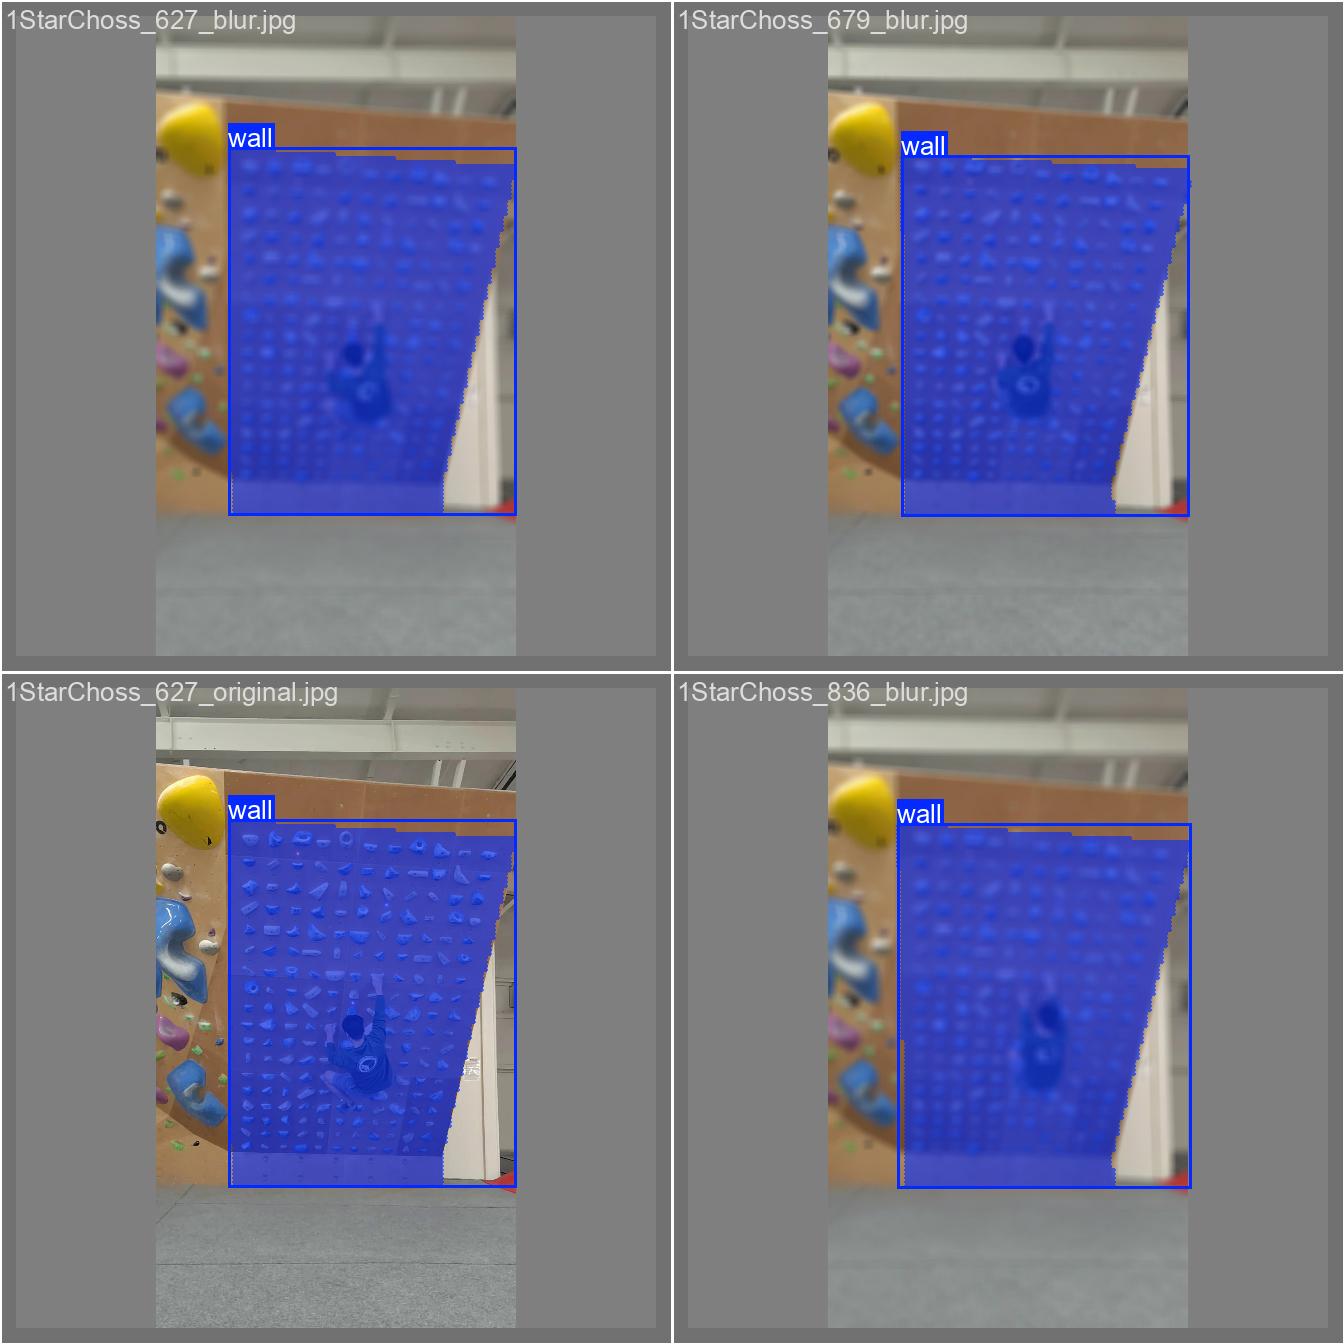 1StarChoss_627_blur.jpg
1StarChoss_679_blur.jpg
wall
wall
1StarChoss_627_original.jpg
1StarChoss_836_blur.jpg
wall
wall